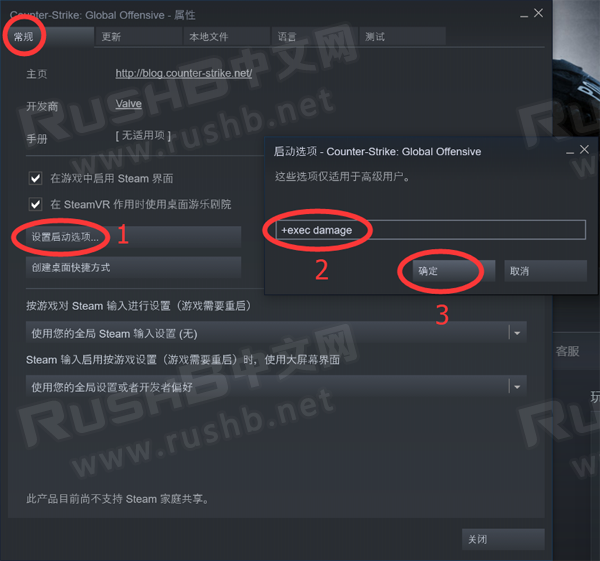 Counter-Strike: Global Offensive - 属性
常规 更新 本地文件 语言 测试
主页 http://blog.counter-strike.net/
开发商 Valve
手册 [ 无适用项 ]
在游戏中启用 Steam 界面
在 SteamVR 作用时使用桌面游乐剧院
设置启动选项... 1
创建桌面快捷方式
启动选项 - Counter-Strike: Global Offensive
这些选项仅适用于高级用户。
+exec damage
2
确定 取消
3
按游戏对 Steam 输入进行设置（游戏需要重启）
使用您的全局 Steam 输入设置 (无)
Steam 输入启用按游戏设置（游戏需要重启）时，使用大屏幕界面
使用您的全局设置或者开发者偏好
此产品目前尚不支持 Steam 家庭共享。
关闭
客服
玩
RushB中文网
www.rushb.net
RushB中文网
www.rushb.net